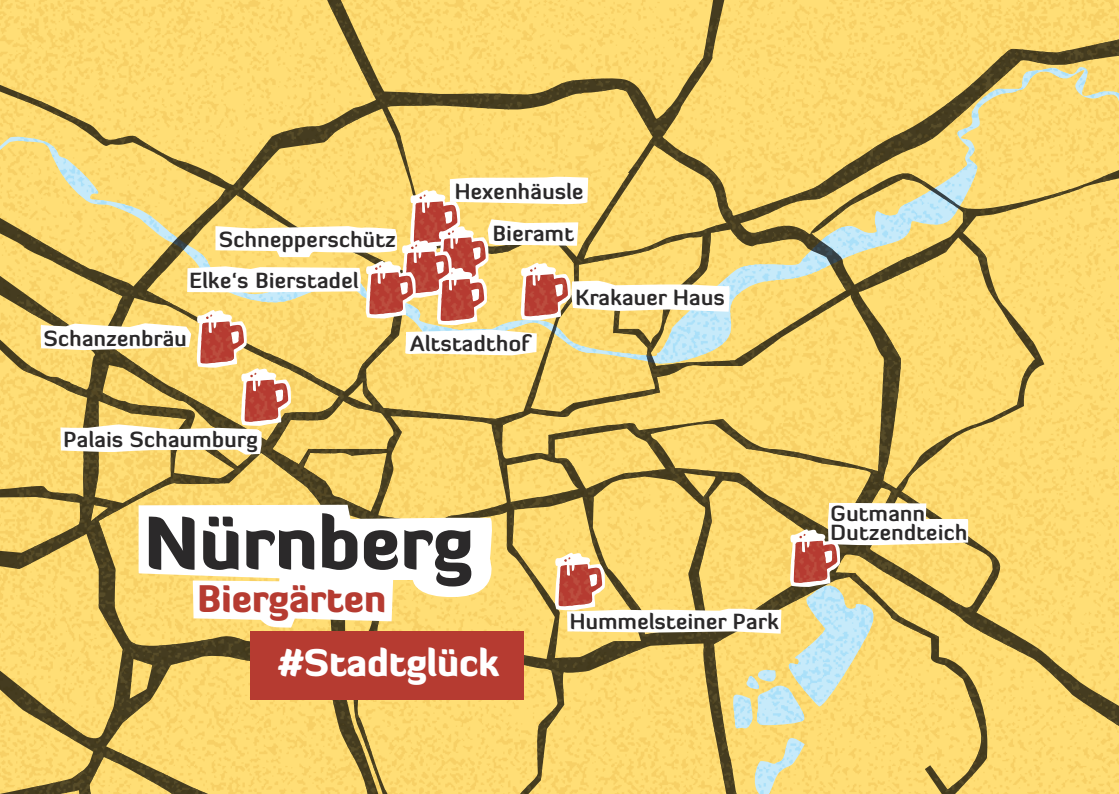 Hexenhäusle
Schnepperschütz
Bieramt
Elke's Bierstadel
Krakauer Haus
Schanzenbräu
Altstadthof
Palais Schaumburg
Gutmann
Dutzendteich
Nürnberg
Biergärten
Hummelsteiner Park
#Stadtglück